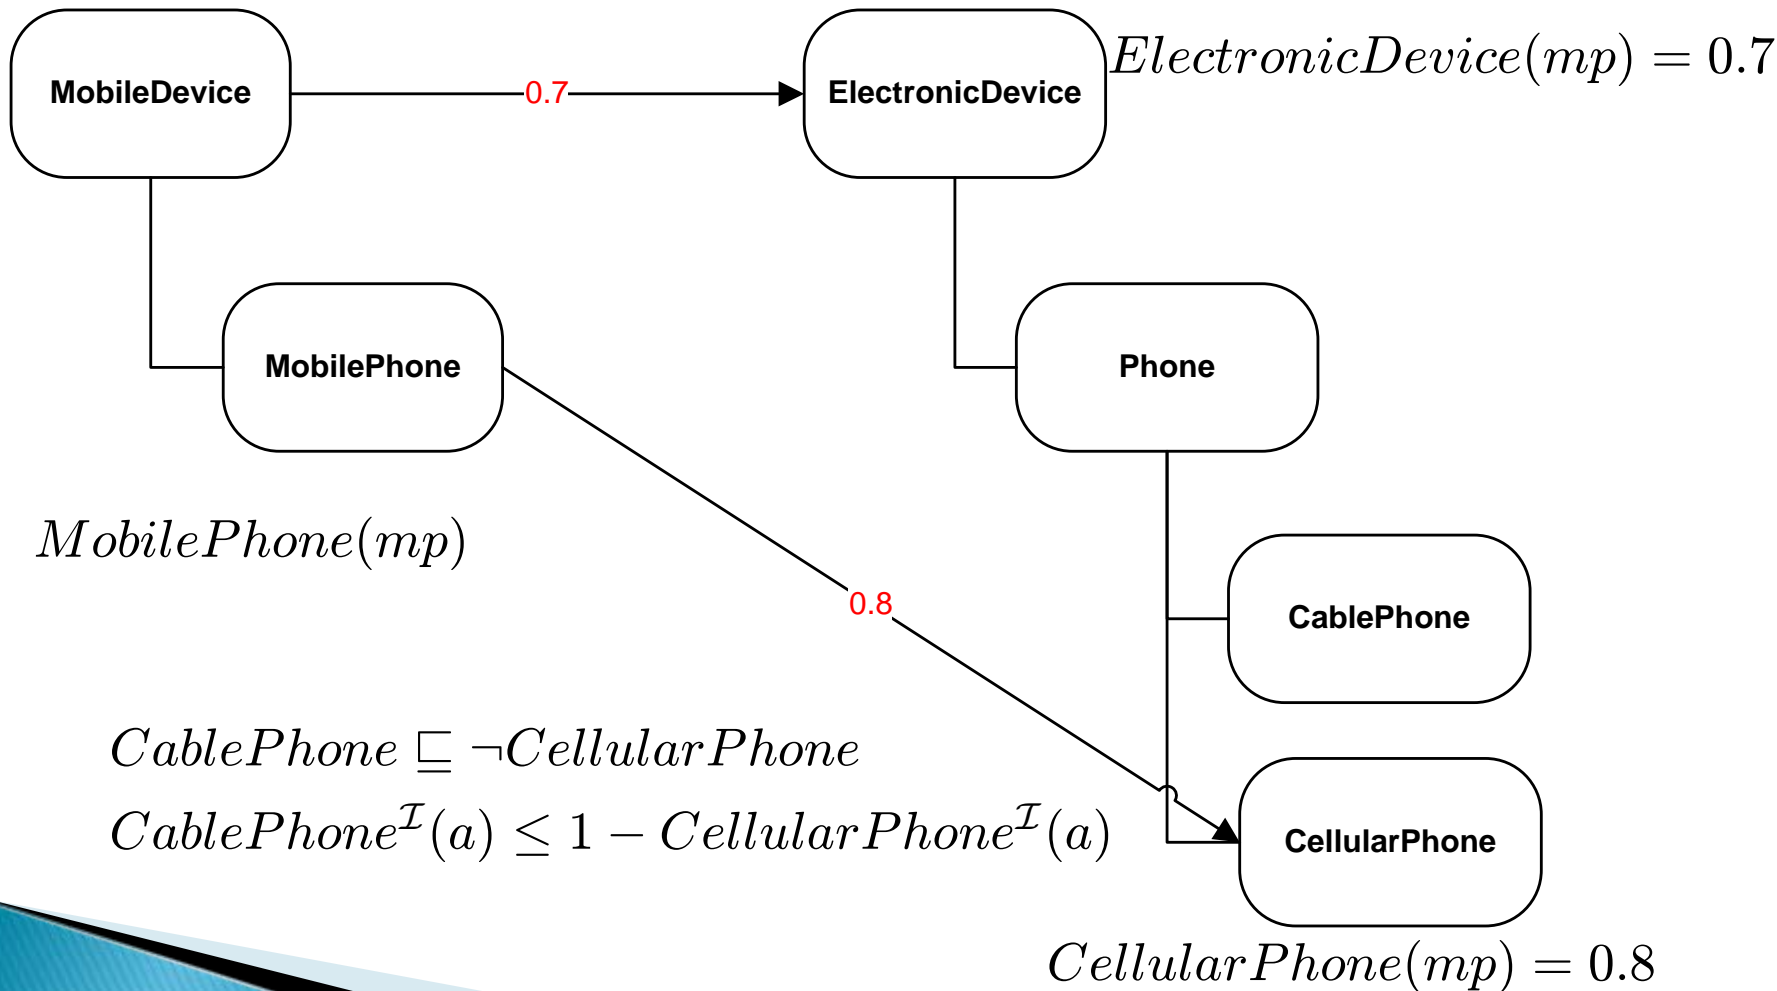 MobileDevice
0.7
ElectronicDevice
ElectronicDevice(mp) = 0.7
MobilePhone
Phone
MobilePhone(mp)
0.8
CablePhone
CablePhone ⊑ ¬CellularPhone
CablePhone^ℐ(a) ≤ 1 − CellularPhone^ℐ(a)
CellularPhone
CellularPhone(mp) = 0.8